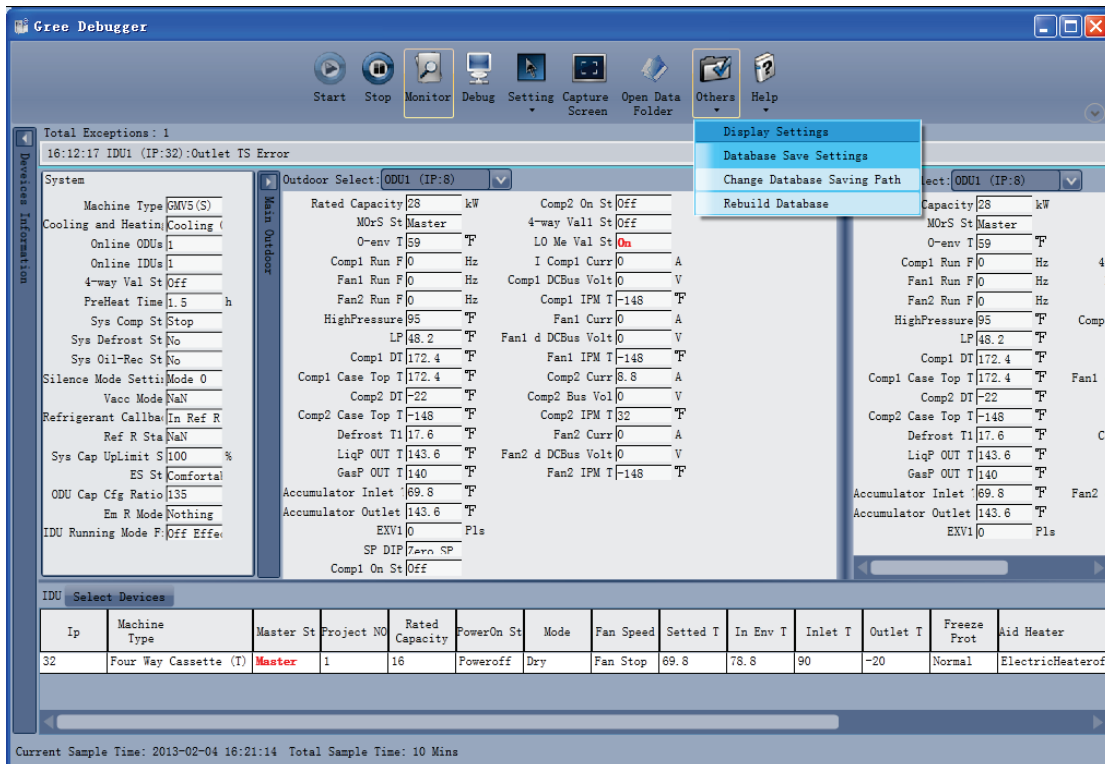 Gree Debugger
Start Stop Monitor Debug Setting Capture Screen Open Data Folder Others Help
Total Exceptions: 1
16:12:17 IDU1 (IP:32):Outlet TS Error
Display Settings
Database Save Settings
Change Database Saving Path
Rebuild Database
Deveices Information
System
Machine Type GMV5(S)
Cooling and Heatin Cooling (
Online ODUs 1
Online IDUs 1
4-way Val St Off
PreHeat Time 1.5 h
Sys Comp St Stop
Sys Defrost St No
Sys Oil-Rec St No
Silence Mode Setti Mode 0
Vacc Mode NaN
Refrigerant Callba In Ref R
Ref R Sta NaN
Sys Cap UpLimit S 100 %
ES St Comfortal
ODU Cap Cfg Ratio 135
Em R Mode Nothing
IDU Running Mode F: Off Effe
Main Outdoor
Outdoor Select: ODU1 (IP:8)
Rated Capacity 28 kW
MOrS St Master
O-env T 59 ℉
Comp1 Run F 0 Hz
Fan1 Run F 0 Hz
Fan2 Run F 0 Hz
HighPressure 95 ℉
LP 48.2 ℉
Comp1 DT 172.4 ℉
Comp1 Case Top T 172.4 ℉
Comp2 DT -22 ℉
Comp2 Case Top T -148 ℉
Defrost T1 17.6 ℉
LiqP OUT T 143.6 ℉
GasP OUT T 140 ℉
Accumulator Inlet 69.8 ℉
Accumulator Outlet 143.6 ℉
EXV1 0 Pls
SP DIP Zero SP
Comp1 On St Off
Comp2 On St Off
4-way Val1 St Off
LO Me Val St On
I Comp1 Curr 0 A
Comp1 DCBus Volt 0 V
Comp1 IPM T -148 ℉
Fan1 Curr 0 A
Fan1 d DCBus Volt 0 V
Fan1 IPM T -148 ℉
Comp2 Curr 8.8 A
Comp2 Bus Vol 0 V
Comp2 IPM T 32 ℉
Fan2 Curr 0 A
Fan2 d DCBus Volt 0 V
Fan2 IPM T -148 ℉
lect: ODU1 (IP:8)
Capacity 28 kW
MOrS St Master
O-env T 59 ℉
Comp1 Run F 0 Hz 4
Fan1 Run F 0 Hz
Fan2 Run F 0 Hz
HighPressure 95 ℉ Comp
LP 48.2 ℉
Comp1 DT 172.4 ℉
Comp1 Case Top T 172.4 ℉ Fan1
Comp2 DT -22 ℉
Comp2 Case Top T -148 ℉
Defrost T1 17.6 ℉ C
LiqP OUT T 143.6 ℉
GasP OUT T 140 ℉
Accumulator Inlet 69.8 ℉ Fan2
Accumulator Outlet 143.6 ℉
EXV1 0 Pls
IDU Select Devices
Ip Machine Type Master St Project NO Rated Capacity PowerOn St Mode Fan Speed Setted T In Env T Inlet T Outlet T Freeze Prot Aid Heater
32 Four Way Cassette (T) Master 1 16 Poweroff Dry Fan Stop 69.8 78.8 90 -20 Normal ElectricHeaterof
Current Sample Time: 2013-02-04 16:21:14 Total Sample Time: 10 Mins